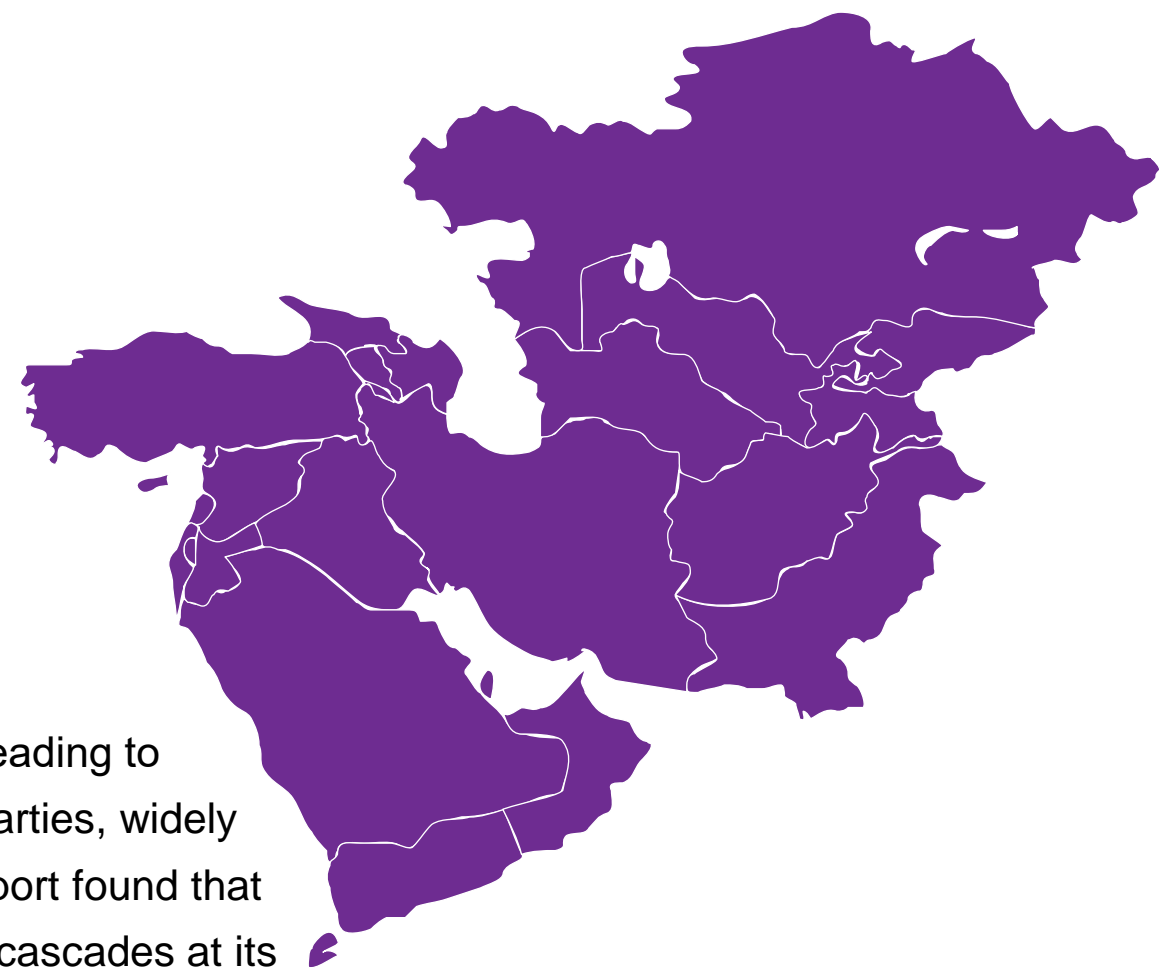 eading to
arties, widely
port found that
cascades at its